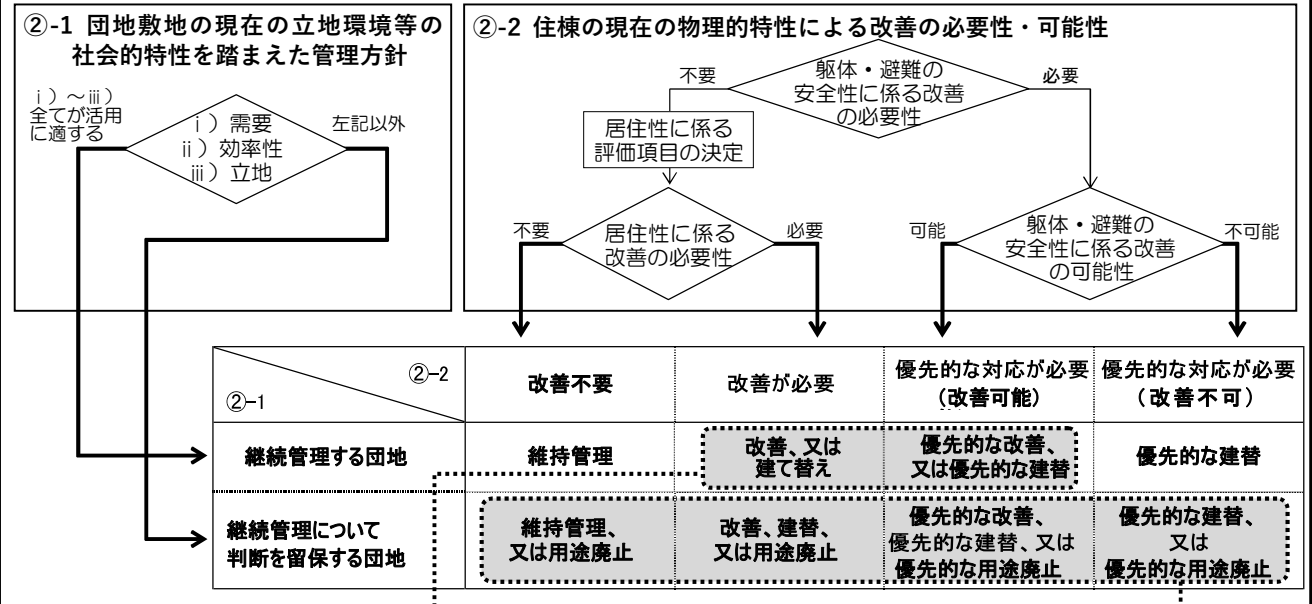 ②-1 団地敷地の現在の立地環境等の
社会的特性を踏まえた管理方針
ⅰ）～ⅲ）
全てが活用
に適する
ⅰ）需要
ⅱ）効率性
ⅲ）立地
左記以外
②-2 住棟の現在の物理的特性による改善の必要性・可能性
不要
躯体・避難の
安全性に係る改善
の必要性
必要
居住性に係る
評価項目の決定
不要
居住性に係る
改善の必要性
必要
可能
躯体・避難の
安全性に係る改善
の可能性
不可能
②-2
②-1
改善不要
改善が必要
優先的な対応が必要
（改善可能）
優先的な対応が必要
（改善不可）
継続管理する団地
維持管理
改善、又は
建て替え
優先的な改善、
又は優先的な建替
優先的な建替
継続管理について
判断を留保する団地
維持管理、
又は用途廃止
改善、建替、
又は用途廃止
優先的な改善、
優先的な建替、又は
優先的な用途廃止
優先的な建替、
又は
優先的な用途廃止